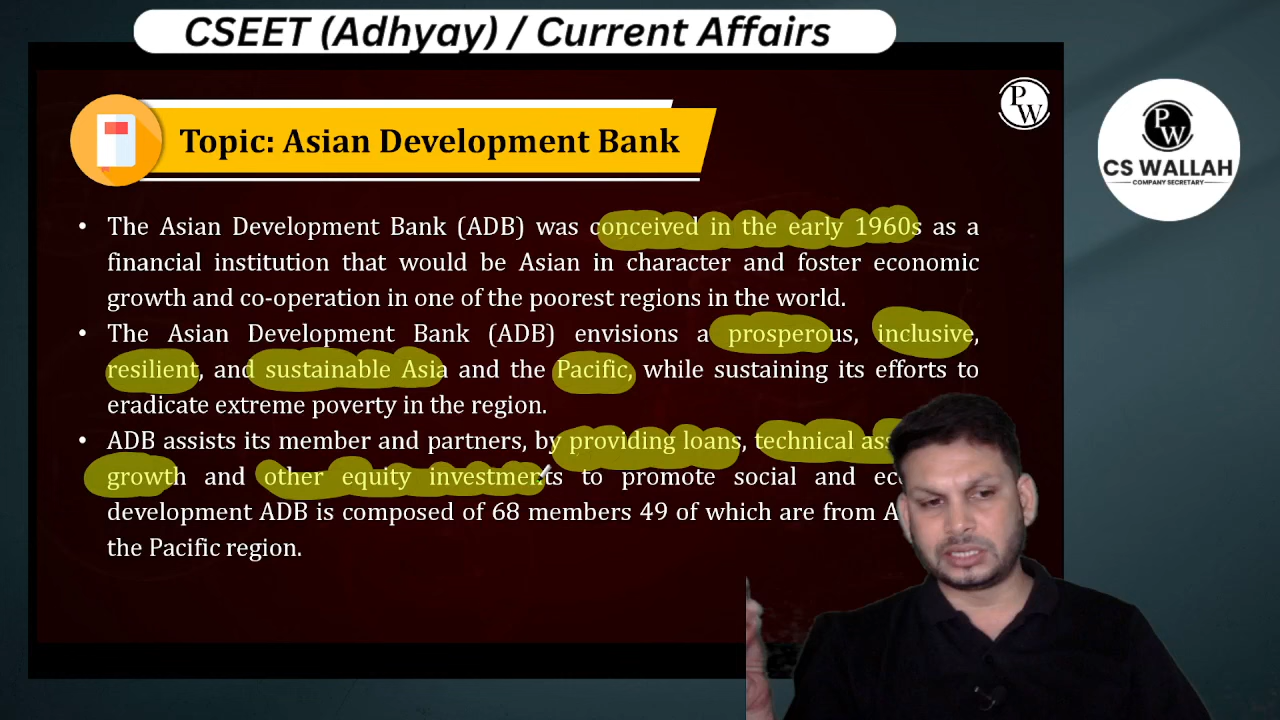 CSEET (Adhyay) / Current Affairs
PW
PW
CS WALLAH
COMPANY SECRETARY
Topic: Asian Development Bank
• The Asian Development Bank (ADB) was conceived in the early 1960s as a
financial institution that would be Asian in character and foster economic
growth and co-operation in one of the poorest regions in the world.
• The Asian Development Bank (ADB) envisions a prosperous, inclusive,
resilient, and sustainable Asia and the Pacific, while sustaining its efforts to
eradicate extreme poverty in the region.
• ADB assists its member and partners, by providing loans, technical
growth and other equity investments to promote social and
development ADB is composed of 68 members 49 of which are from
the Pacific region.